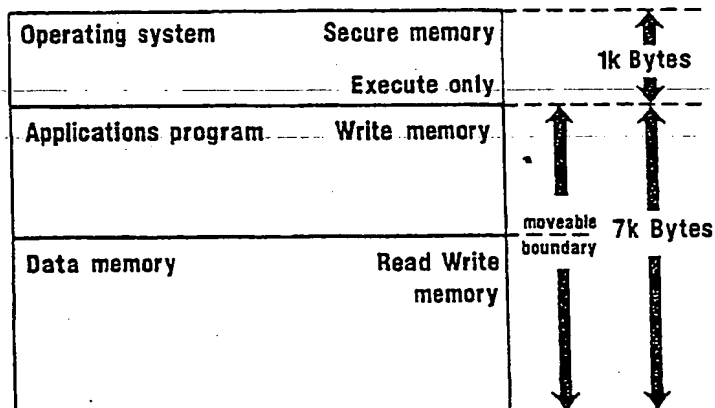 Operating system Secure memory
1k Bytes
Execute only
Applications program Write memory
moveable
boundary
7k Bytes
Data memory Read Write
memory